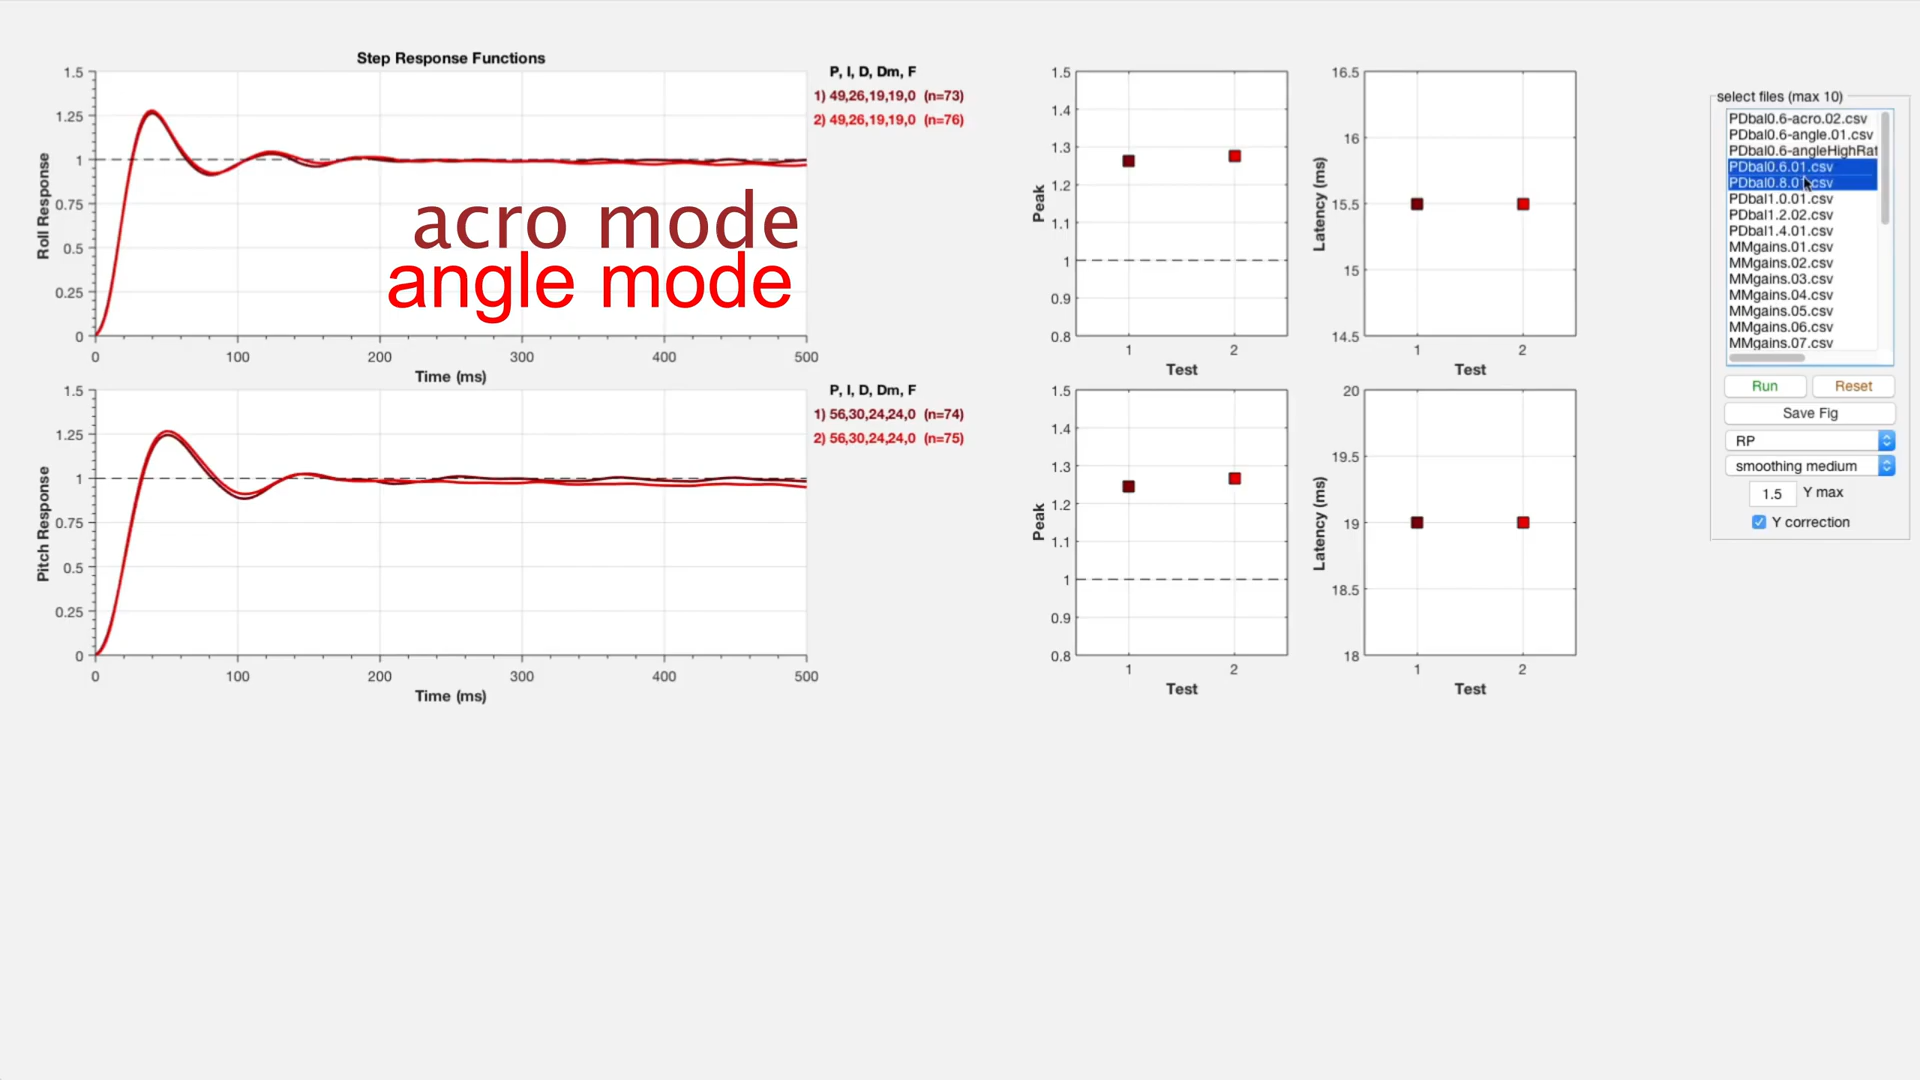 Step Response Functions
1.5
1.25
1
0.75
0.5
0.25
0
Roll Response
0 100 200 300 400 500
Time (ms)
acro mode
angle mode
P, I, D, Dm, F
1) 49,26,19,19,0 (n=73)
2) 49,26,19,19,0 (n=76)
1.5
1.4
1.3
1.2
1.1
1
0.9
0.8
Peak
1 2
Test
16.5
16
15.5
15
14.5
Latency (ms)
1 2
Test
1.5
1.25
1
0.75
0.5
0.25
0
Pitch Response
0 100 200 300 400 500
Time (ms)
P, I, D, Dm, F
1) 56,30,24,24,0 (n=74)
2) 56,30,24,24,0 (n=75)
1.5
1.4
1.3
1.2
1.1
1
0.9
0.8
Peak
1 2
Test
20
19.5
19
18.5
18
Latency (ms)
1 2
Test
select files (max 10)
PDbal0.6-acro.02.csv
PDbal0.6-angle.01.csv
PDbal0.6-angleHighRat
PDbal0.6.01.csv
PDbal0.8.01.csv
PDbal1.0.01.csv
PDbal1.2.02.csv
PDbal1.4.01.csv
MMgains.01.csv
MMgains.02.csv
MMgains.03.csv
MMgains.04.csv
MMgains.05.csv
MMgains.06.csv
MMgains.07.csv
Run Reset
Save Fig
RP
smoothing medium
1.5 Y max
Y correction